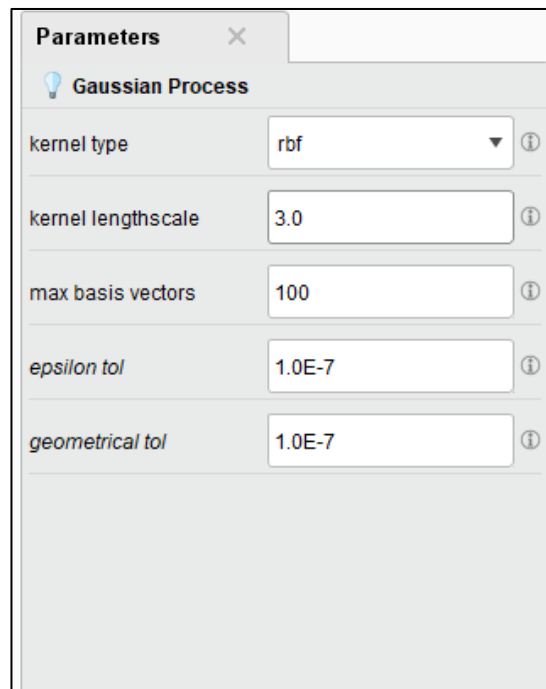 Parameters
Gaussian Process
kernel type rbf
kernel lengthscale 3.0
max basis vectors 100
epsilon tol 1.0E-7
geometrical tol 1.0E-7